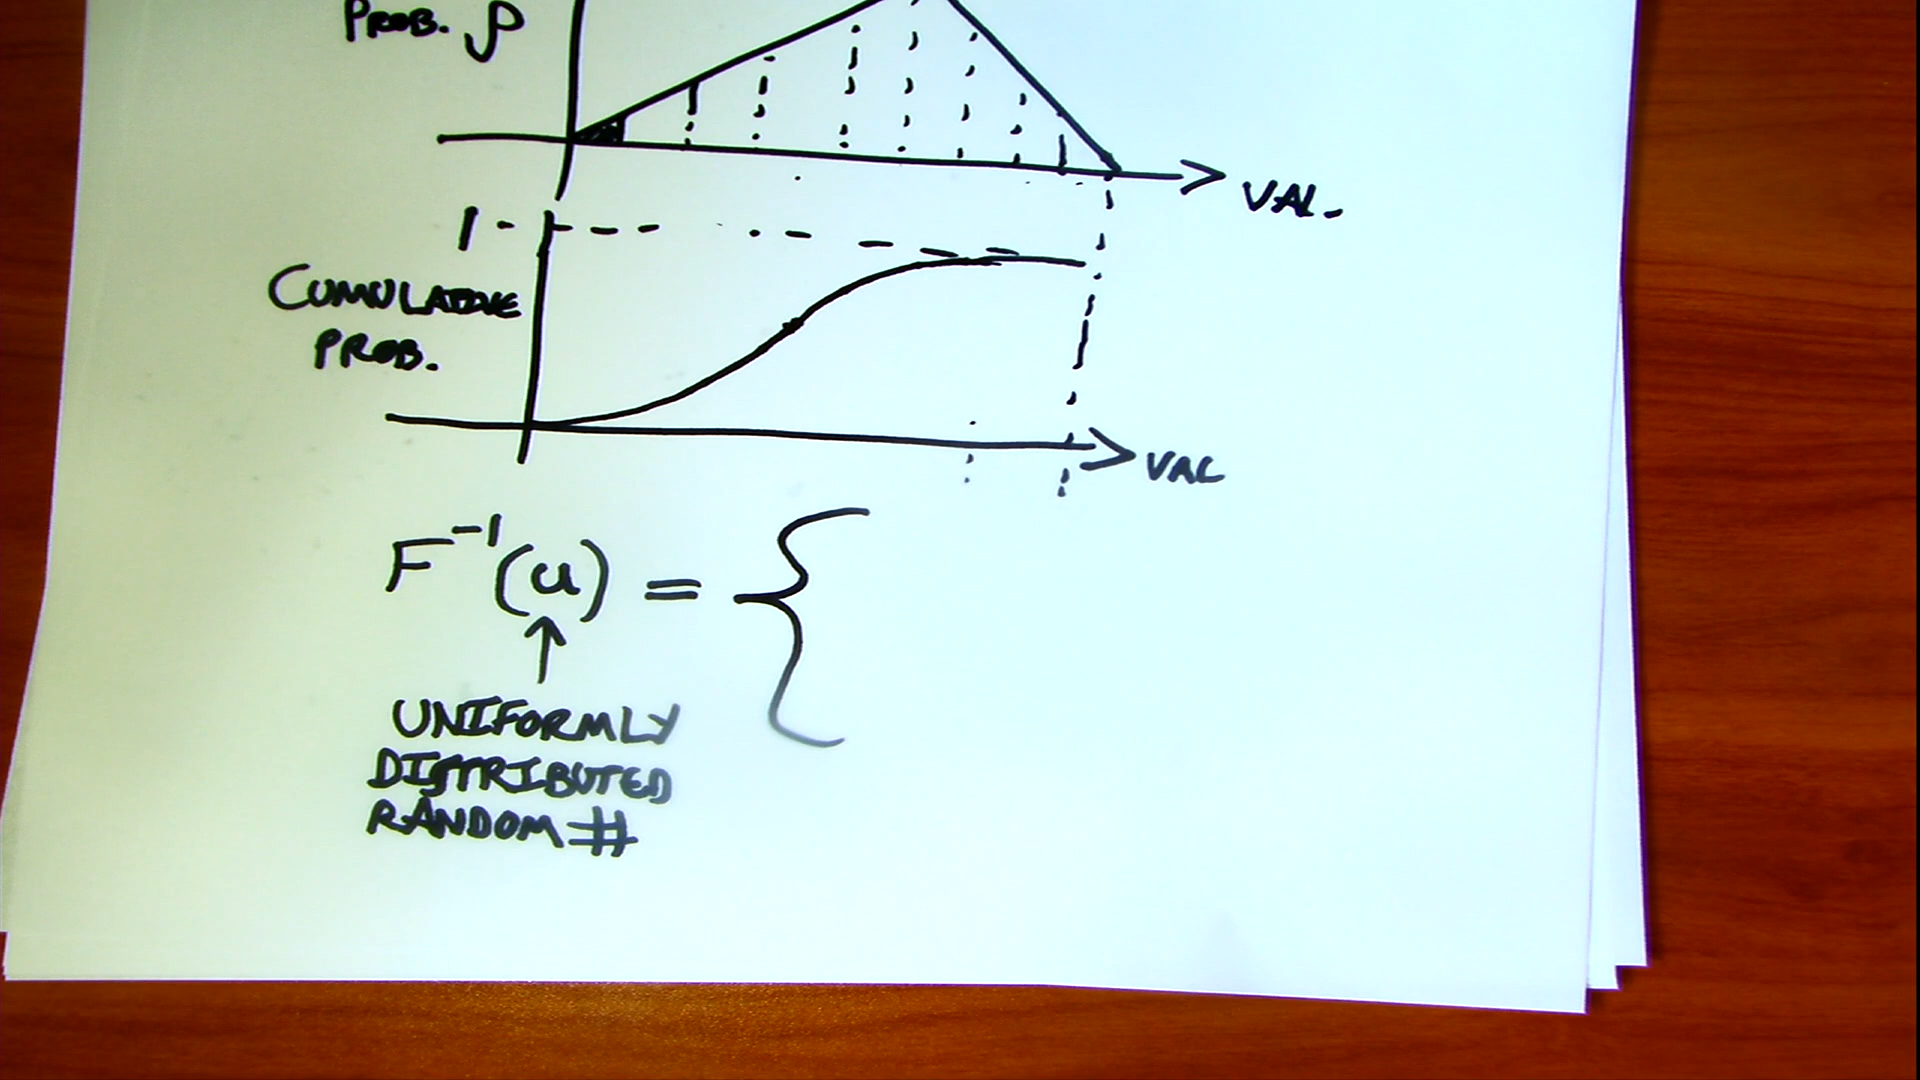 PROB. P
VAL.
1
CUMULATIVE
PROB.
VAL
F⁻¹(u) = {
UNIFORMLY
DISTRIBUTED
RANDOM #